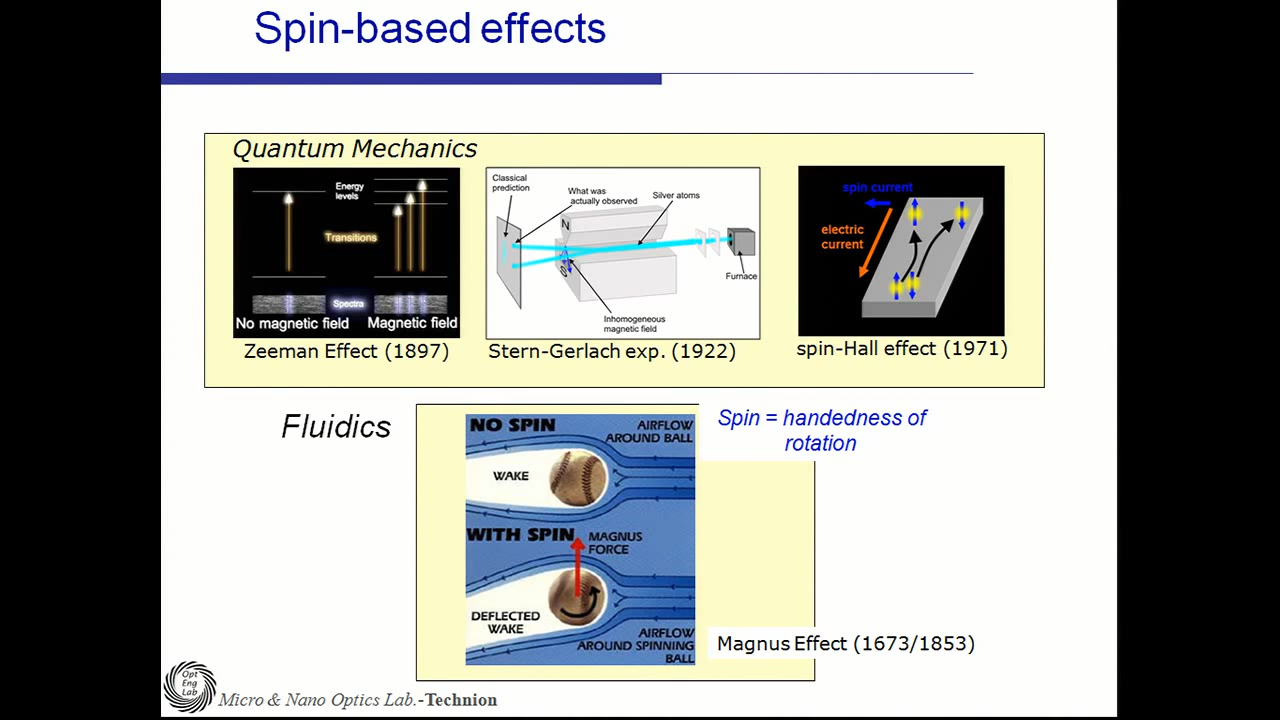 Spin-based effects
Quantum Mechanics
Energy
levels
Transitions
Spectra
No magnetic field
Magnetic field
Zeeman Effect (1897)
Classical
prediction
What was
actually observed
Silver atoms
N
S
Furnace
Inhomogeneous
magnetic field
Stern-Gerlach exp. (1922)
spin current
electric
current
spin-Hall effect (1971)
Fluidics
NO SPIN
AIRFLOW
AROUND BALL
WAKE
WITH SPIN
MAGNUS
FORCE
DEFLECTED
WAKE
AIRFLOW
AROUND SPINNING
BALL
Spin = handedness of
rotation
Magnus Effect (1673/1853)
Opt
Eng
Lab
Micro & Nano Optics Lab.-Technion